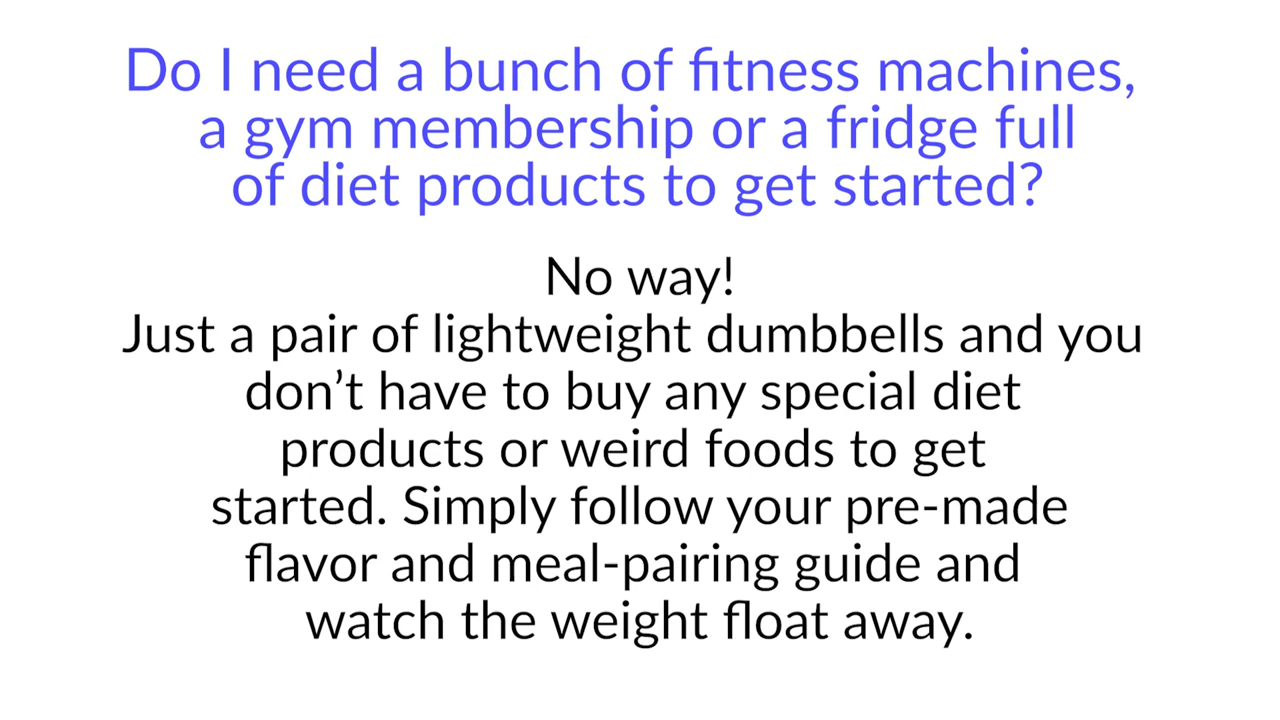 Do I need a bunch of fitness machines,
a gym membership or a fridge full
of diet products to get started?
No way!
Just a pair of lightweight dumbbells and you
don’t have to buy any special diet
products or weird foods to get
started. Simply follow your pre-made
flavor and meal-pairing guide and
watch the weight float away.